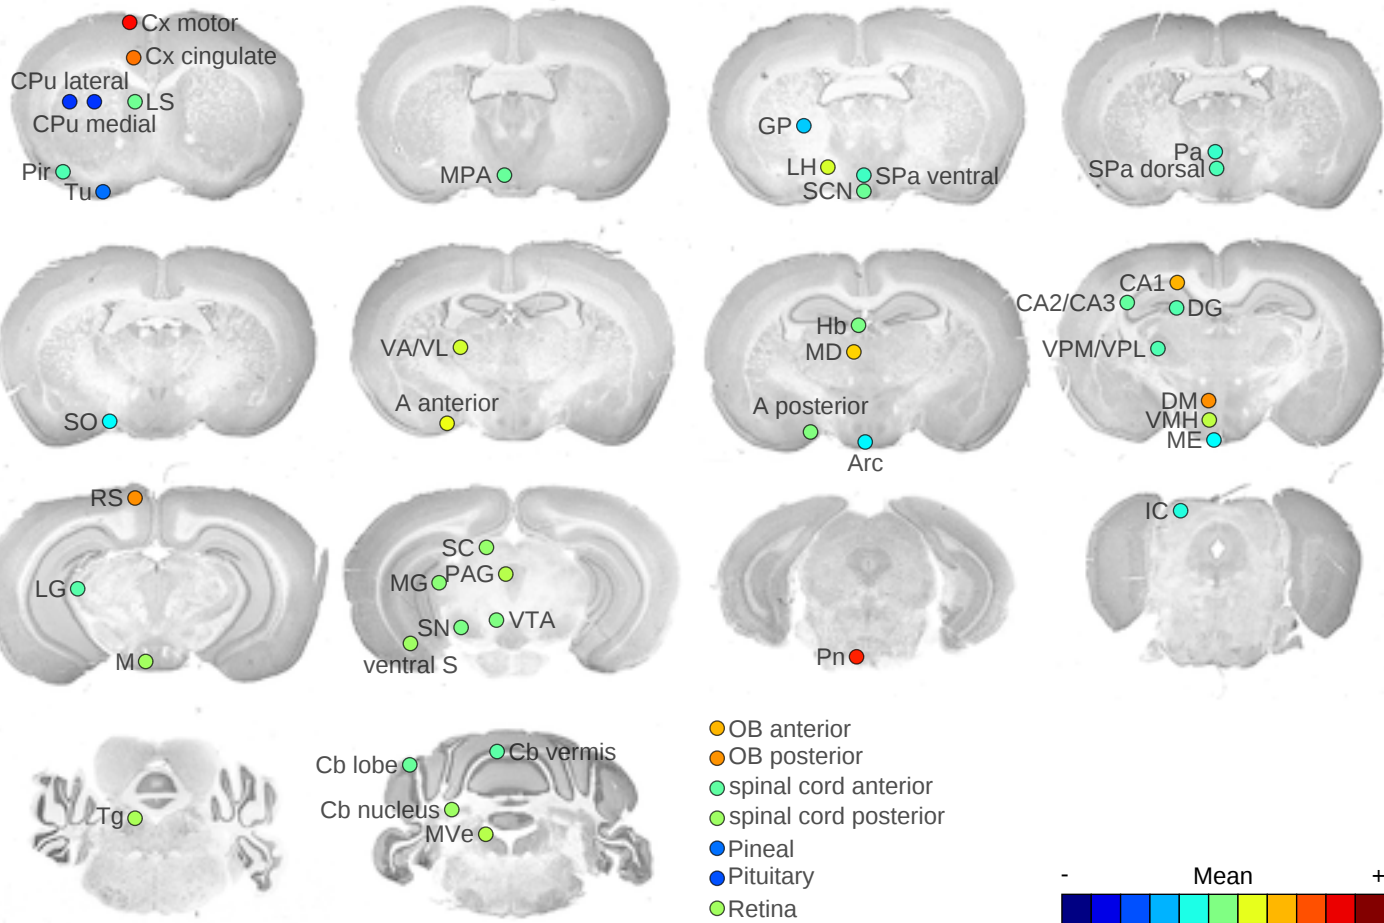 Cx motor
Cx cingulate
CPu lateral
LS
CPu medial
Pir
Tu
MPA
GP
LH
SPa ventral
SCN
Pa
SPa dorsal
SO
VA/VL
A anterior
Hb
MD
A posterior
Arc
CA1
CA2/CA3
DG
VPM/VPL
DM
VMH
ME
RS
LG
M
SC
MG
PAG
SN
VTA
ventral S
Pn
IC
Tg
Cb lobe
Cb vermis
Cb nucleus
MVe
OB anterior
OB posterior
spinal cord anterior
spinal cord posterior
Pineal
Pituitary
Retina
- Mean +